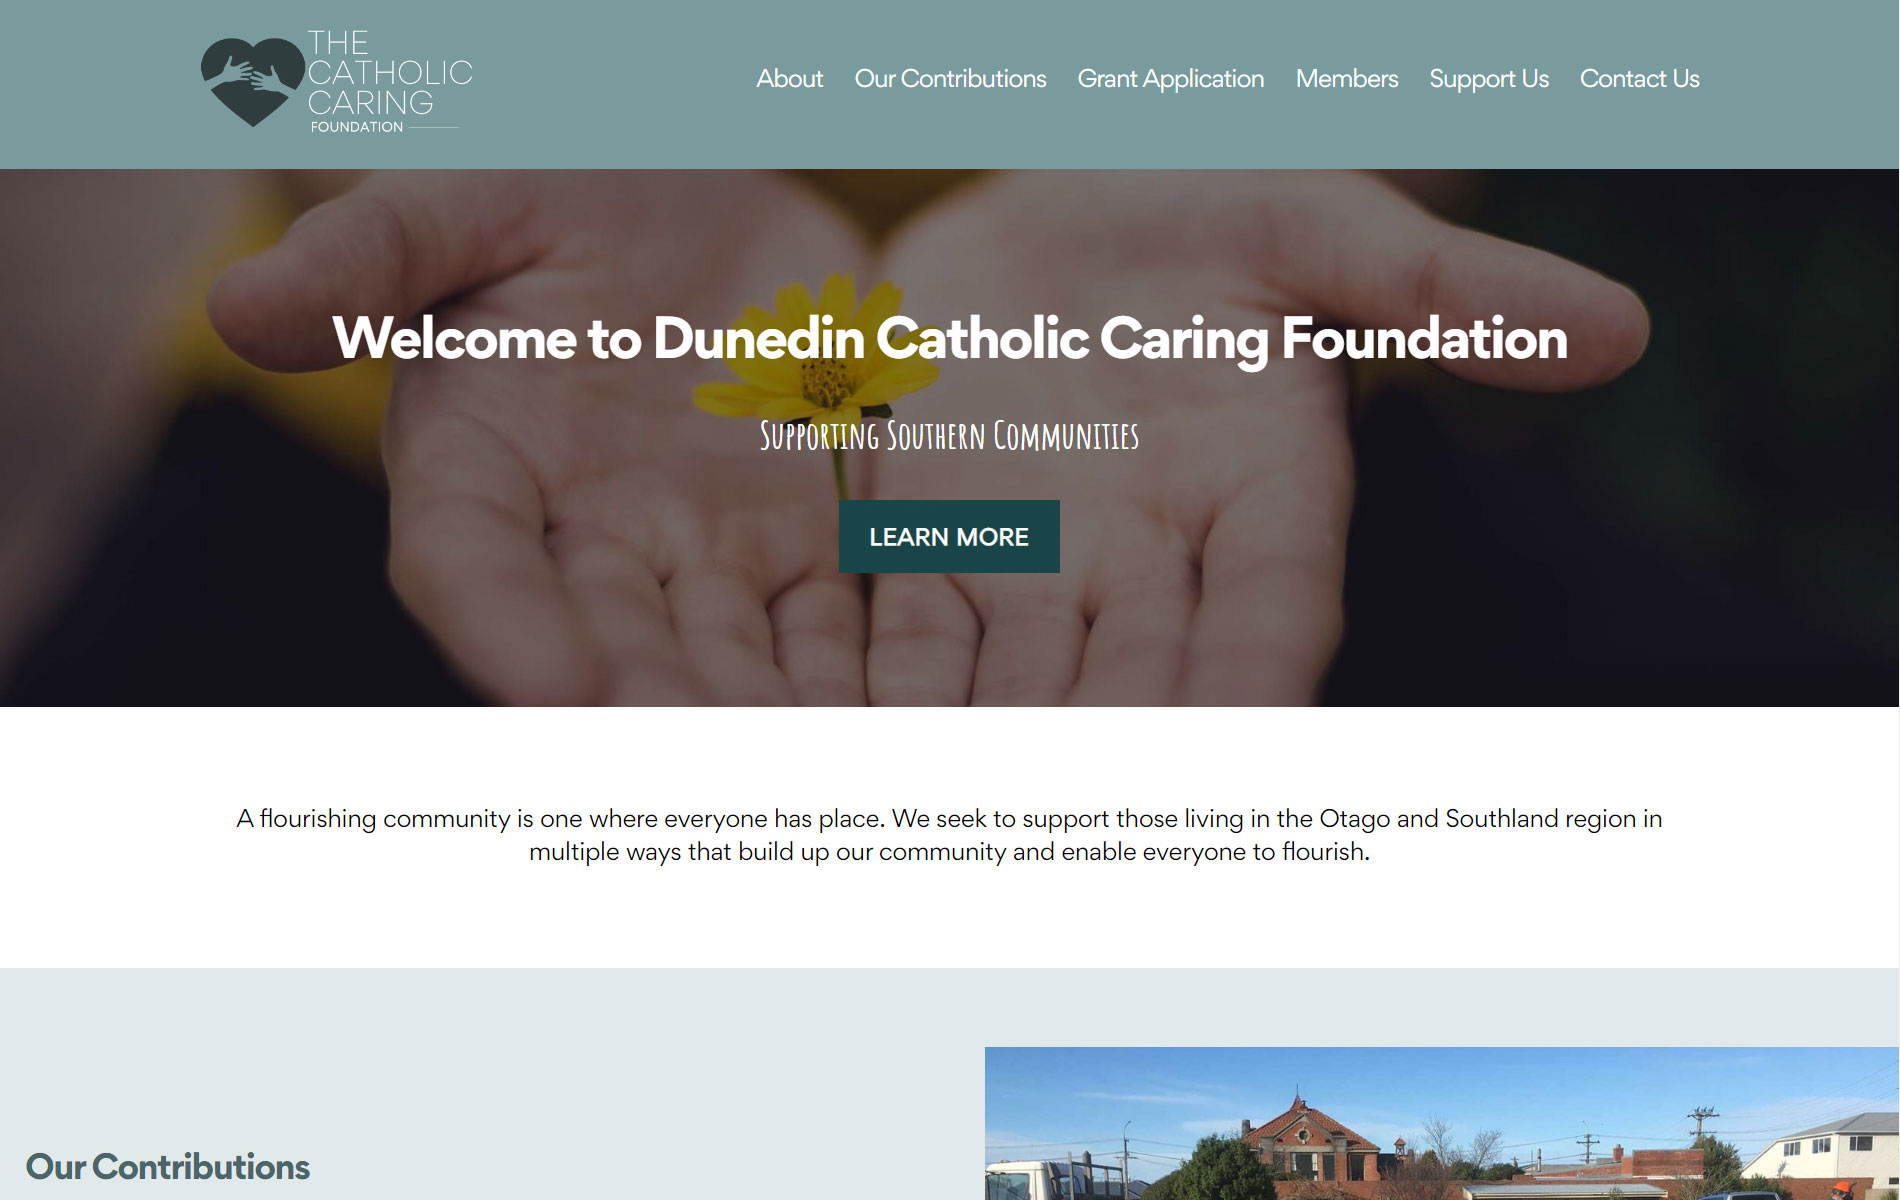 THE
CATHOLIC
CARING
FOUNDATION
About Our Contributions Grant Application Members Support Us Contact Us
Welcome to Dunedin Catholic Caring Foundation
Supporting Southern Communities
LEARN MORE
A flourishing community is one where everyone has place. We seek to support those living in the Otago and Southland region in
multiple ways that build up our community and enable everyone to flourish.
Our Contributions